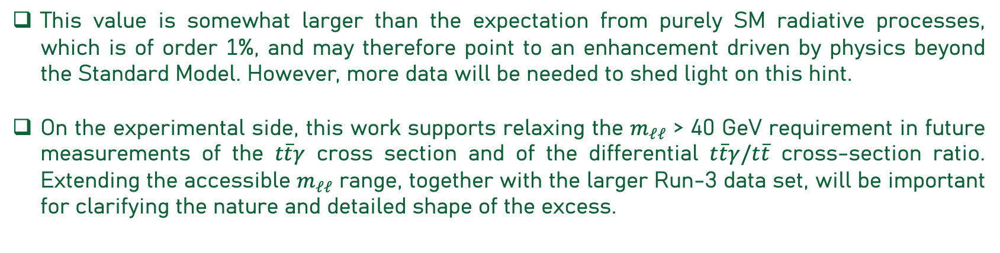 ❑ This value is somewhat larger than the expectation from purely SM radiative processes,
which is of order 1%, and may therefore point to an enhancement driven by physics beyond
the Standard Model. However, more data will be needed to shed light on this hint.
❑ On the experimental side, this work supports relaxing the m_ℓℓ > 40 GeV requirement in future
measurements of the tt̄γ cross section and of the differential tt̄γ/tt̄ cross-section ratio.
Extending the accessible m_ℓℓ range, together with the larger Run-3 data set, will be important
for clarifying the nature and detailed shape of the excess.